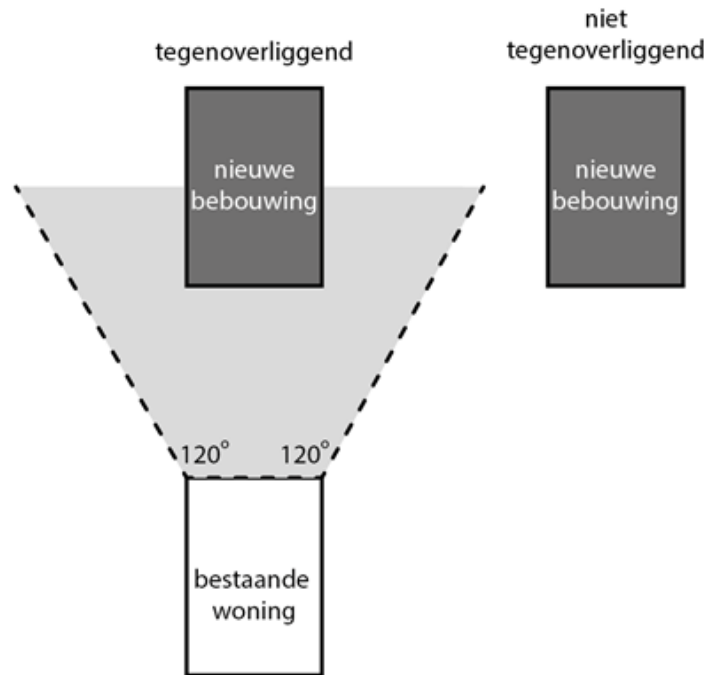 tegenoverliggend
niet
tegenoverliggend
nieuwe
bebouwing
nieuwe
bebouwing
120°
120°
bestaande
woning